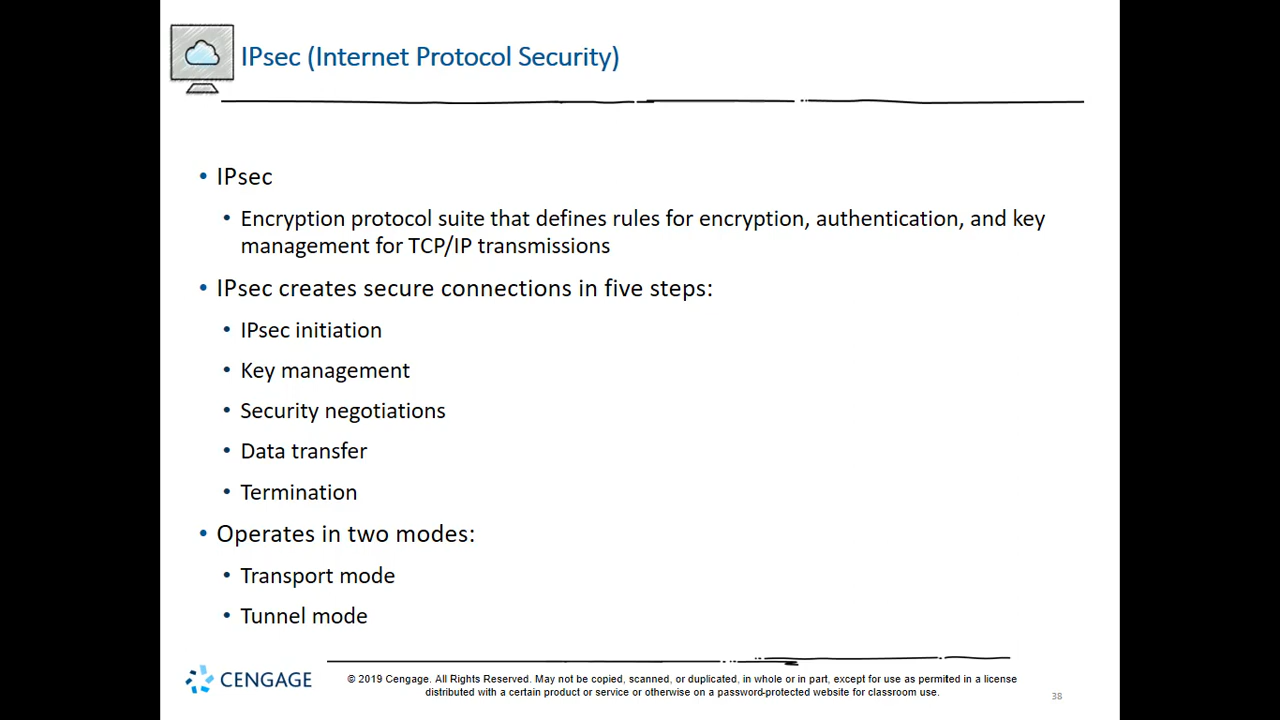 IPsec (Internet Protocol Security)
• IPsec
• Encryption protocol suite that defines rules for encryption, authentication, and key
management for TCP/IP transmissions
• IPsec creates secure connections in five steps:
• IPsec initiation
• Key management
• Security negotiations
• Data transfer
• Termination
• Operates in two modes:
• Transport mode
• Tunnel mode
CENGAGE
© 2019 Cengage. All Rights Reserved. May not be copied, scanned, or duplicated, in whole or in part, except for use as permitted in a license
distributed with a certain product or service or otherwise on a password-protected website for classroom use.
38